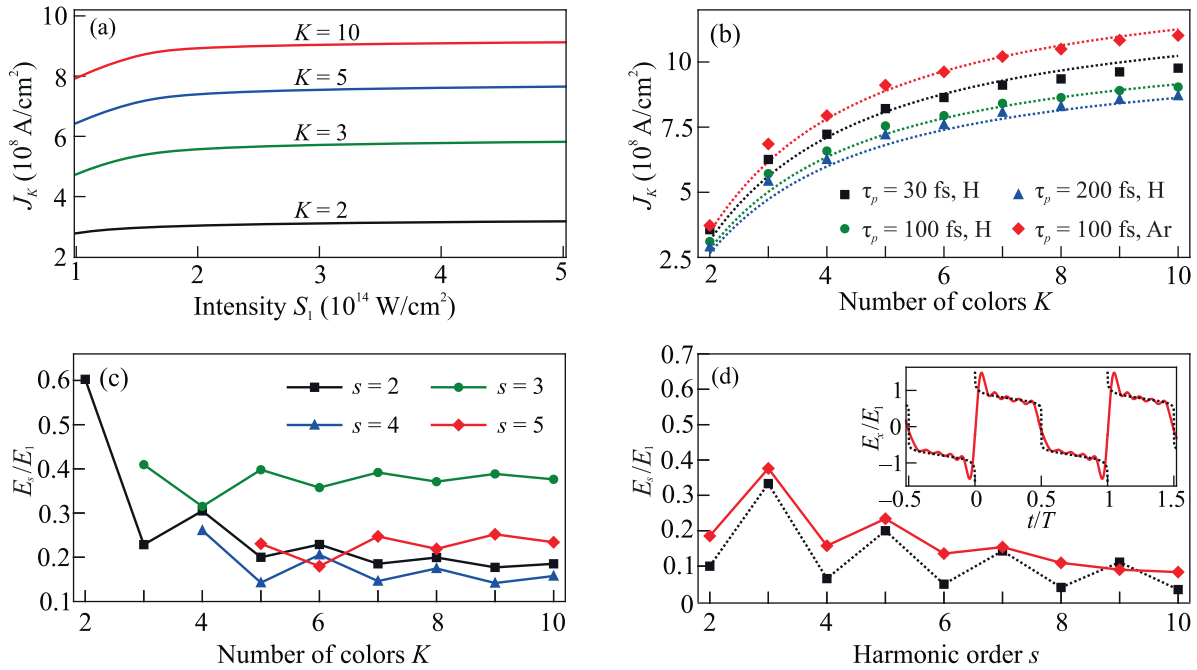 (a)
10
8
6
4
2
J_K (10^8 A/cm^2)
K = 10
K = 5
K = 3
K = 2
1 2 3 4 5
Intensity S_1 (10^14 W/cm^2)
(b)
10
7.5
5
2.5
J_K (10^8 A/cm^2)
τ_p = 30 fs, H
τ_p = 200 fs, H
τ_p = 100 fs, H
τ_p = 100 fs, Ar
2 4 6 8 10
Number of colors K
(c)
0.6
0.5
0.4
0.3
0.2
0.1
E_s/E_1
s = 2
s = 3
s = 4
s = 5
2 4 6 8 10
Number of colors K
(d)
0.7
0.6
0.5
0.4
0.3
0.2
0.1
0
E_s/E_1
E_x/E_1
1
0
−1
−0.5 0 0.5 1 1.5
t/T
2 4 6 8 10
Harmonic order s